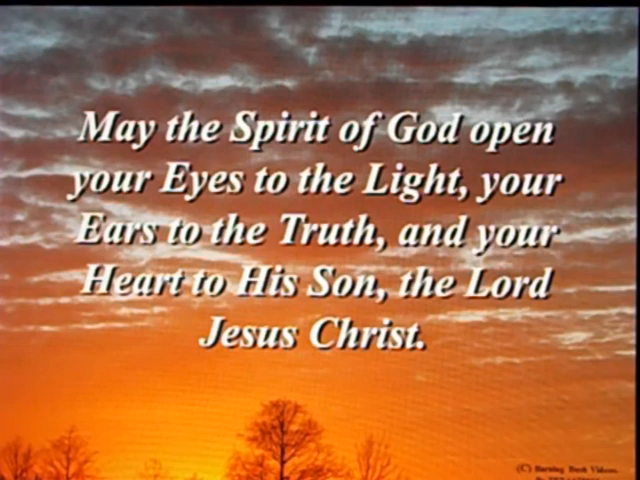 May the Spirit of God open
your Eyes to the Light, your
Ears to the Truth, and your
Heart to His Son, the Lord
Jesus Christ.
(C) Burning Bush Videos.